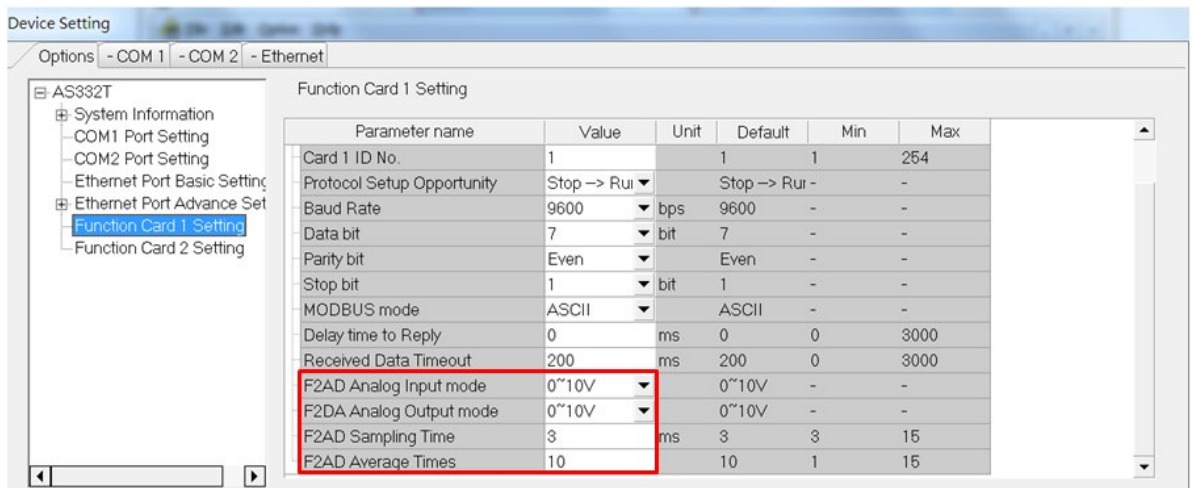 Device Setting
Options - COM 1 - COM 2 - Ethernet
AS332T
System Information
COM1 Port Setting
COM2 Port Setting
Ethernet Port Basic Setting
Ethernet Port Advance Set
Function Card 1 Setting
Function Card 2 Setting
Function Card 1 Setting
Parameter name Value Unit Default Min Max
Card 1 ID No. 1 1 1 254
Protocol Setup Opportunity Stop -> Rur Stop -> Rur - -
Baud Rate 9600 bps 9600 - -
Data bit 7 bit 7 - -
Parity bit Even Even - -
Stop bit 1 bit 1 - -
MODBUS mode ASCII ASCII - -
Delay time to Reply 0 ms 0 0 3000
Received Data Timeout 200 ms 200 0 3000
F2AD Analog Input mode 0~10V 0~10V - -
F2DA Analog Output mode 0~10V 0~10V - -
F2AD Sampling Time 3 ms 3 3 15
F2AD Average Times 10 10 1 15